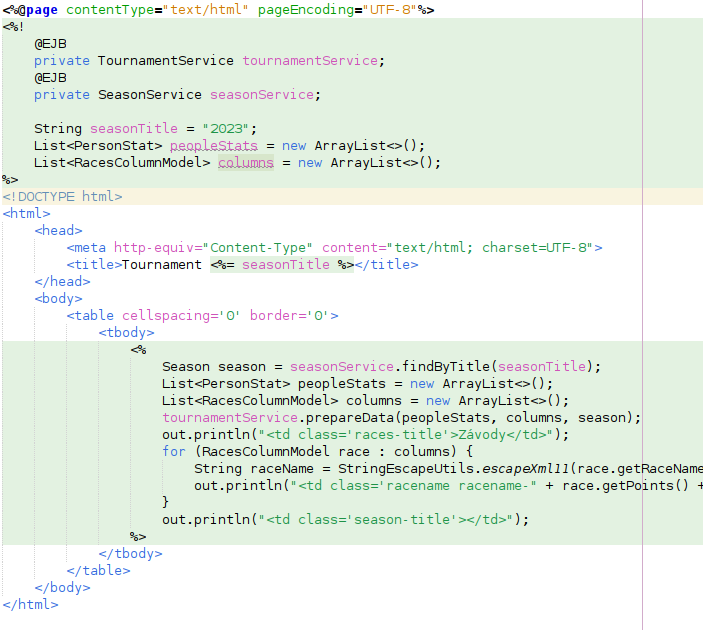 <%@page contentType="text/html" pageEncoding="UTF-8"%>
<%!
    @EJB
    private TournamentService tournamentService;
    @EJB
    private SeasonService seasonService;

    String seasonTitle = "2023";
    List<PersonStat> peopleStats = new ArrayList<>();
    List<RacesColumnModel> columns = new ArrayList<>();
%>
<!DOCTYPE html>
<html>
    <head>
        <meta http-equiv="Content-Type" content="text/html; charset=UTF-8">
        <title>Tournament <%= seasonTitle %></title>
    </head>
    <body>
        <table cellspacing='0' border='0'>
            <tbody>
                <%
                    Season season = seasonService.findByTitle(seasonTitle);
                    List<PersonStat> peopleStats = new ArrayList<>();
                    List<RacesColumnModel> columns = new ArrayList<>();
                    tournamentService.prepareData(peopleStats, columns, season);
                    out.println("<td class='races-title'>Závody</td>");
                    for (RacesColumnModel race : columns) {
                        String raceName = StringEscapeUtils.escapeXml11(race.getRaceName
                        out.println("<td class='racename racename-" + race.getPoints() +
                    }
                    out.println("<td class='season-title'></td>");
                %>
            </tbody>
        </table>
    </body>
</html>